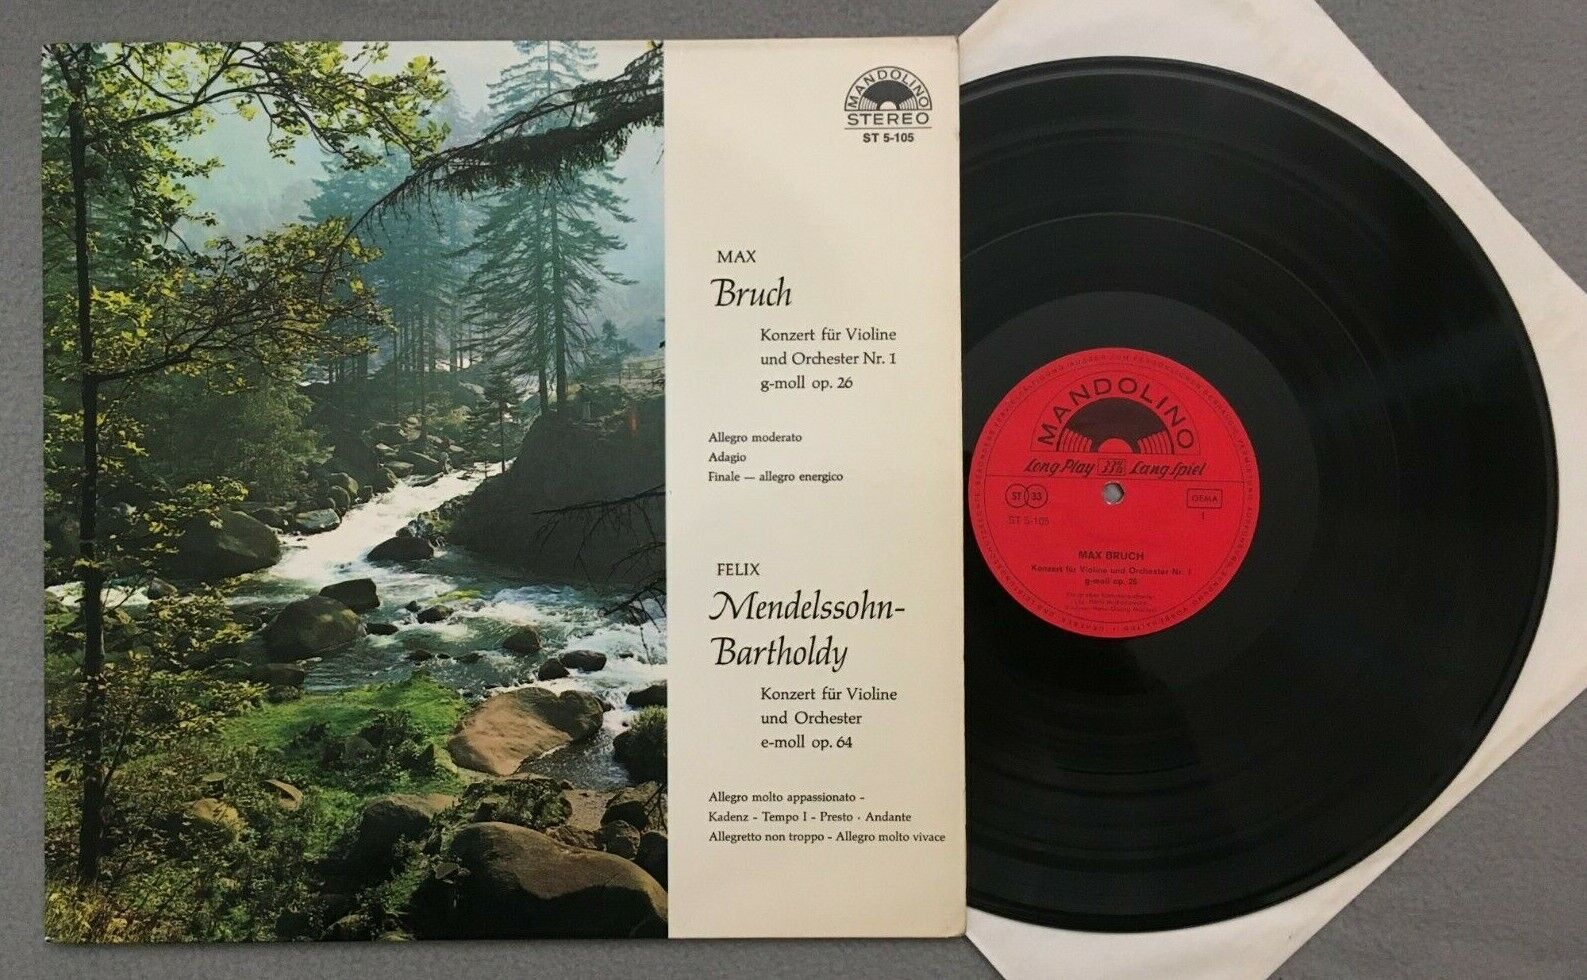 MANDOLINO
STEREO
ST 5-105
MAX
Bruch
Konzert für Violine
und Orchester Nr. 1
g-moll op. 26
Allegro moderato
Adagio
Finale — allegro energico
FELIX
Mendelssohn-
Bartholdy
Konzert für Violine
und Orchester
e-moll op. 64
Allegro molto appassionato -
Kadenz - Tempo I - Presto · Andante
Allegretto non troppo - Allegro molto vivace
MANDOLINO
Long Play 33 Lang Spiel
ST 33
GEMA
ST 5-105
1
MAX BRUCH
Konzert für Violine und Orchester Nr. 1
g-moll op. 26